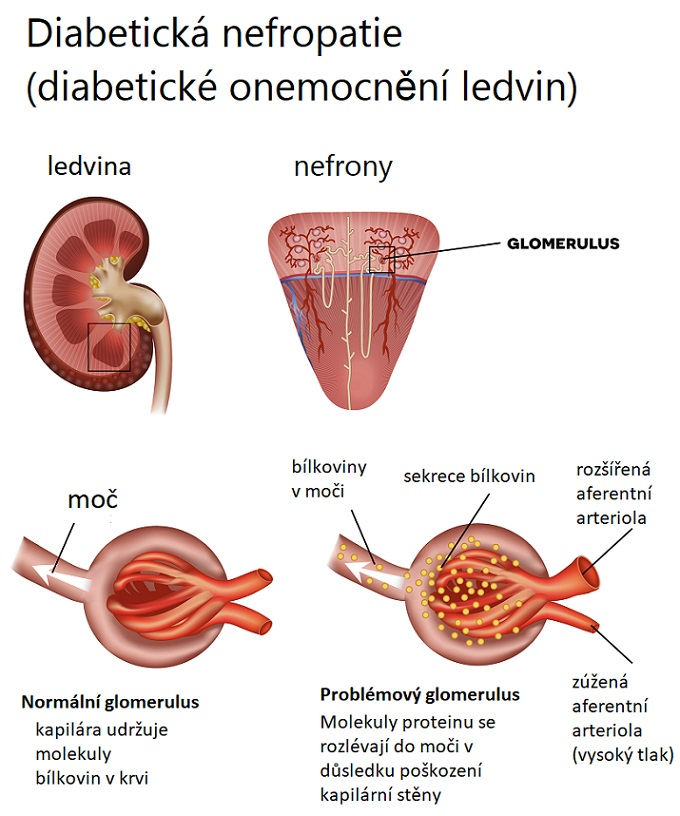 Diabetická nefropatie
(diabetické onemocnění ledvin)
ledvina
nefrony
GLOMERULUS
moč
bílkoviny
v moči
sekrece bílkovin
rozšířená
aferentní
arteriola
Normální glomerulus
kapilára udržuje
molekuly
bílkovin v krvi
Problémový glomerulus
Molekuly proteinu se
rozlévají do moči v
důsledku poškození
kapilární stěny
zúžená
aferentní
arteriola
(vysoký tlak)